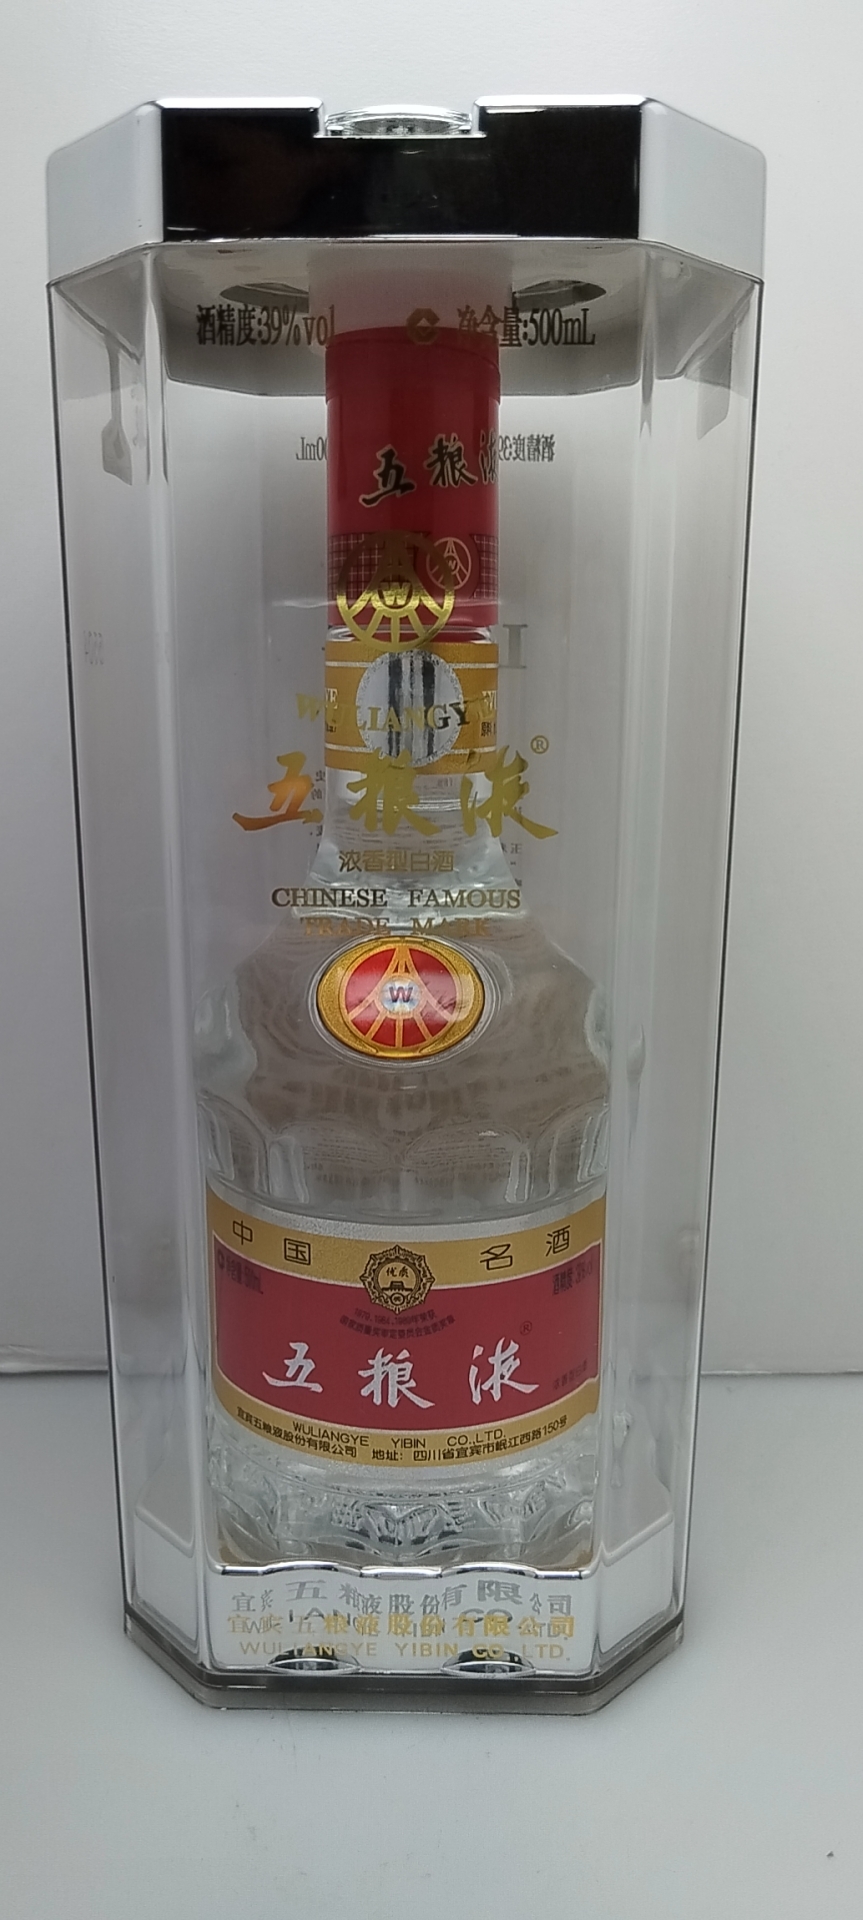 酒精度:39%vol 净含量:500mL
五粮液
W
WULIANGYE
五粮液®
浓香型白酒
CHINESE FAMOUS
TRADE MARK
W
中国名酒
优质
五粮液®
WULIANGYE YIBIN CO.,LTD.
宜宾五粮液股份有限公司 地址：四川省宜宾市岷江西路150号
宜宾五粮液股份有限公司
WULIANGYE YIBIN CO.,LTD.